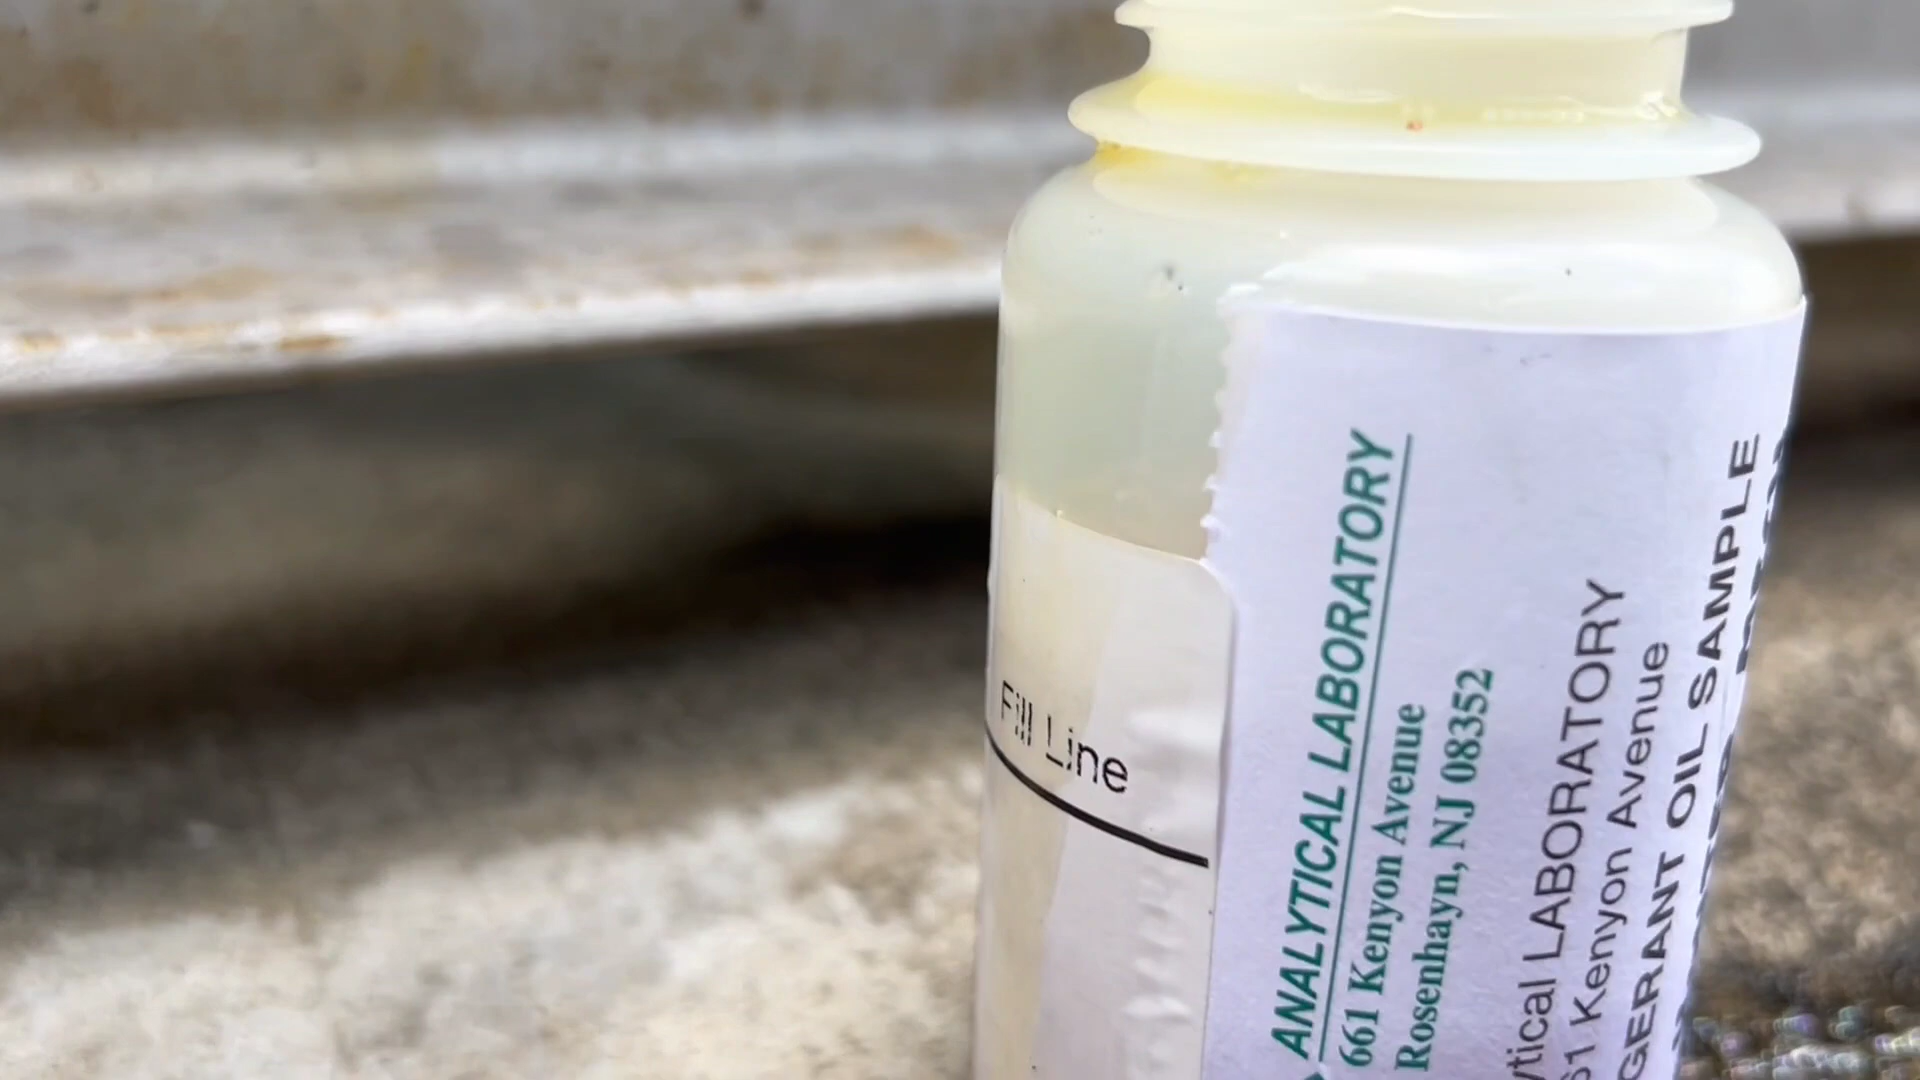 Fill Line
ANALYTICAL LABORATORY
661 Kenyon Avenue
Rosenhayn, NJ 08352
ytical LABORATORY
61 Kenyon Avenue
GERANT OIL SAMPLE